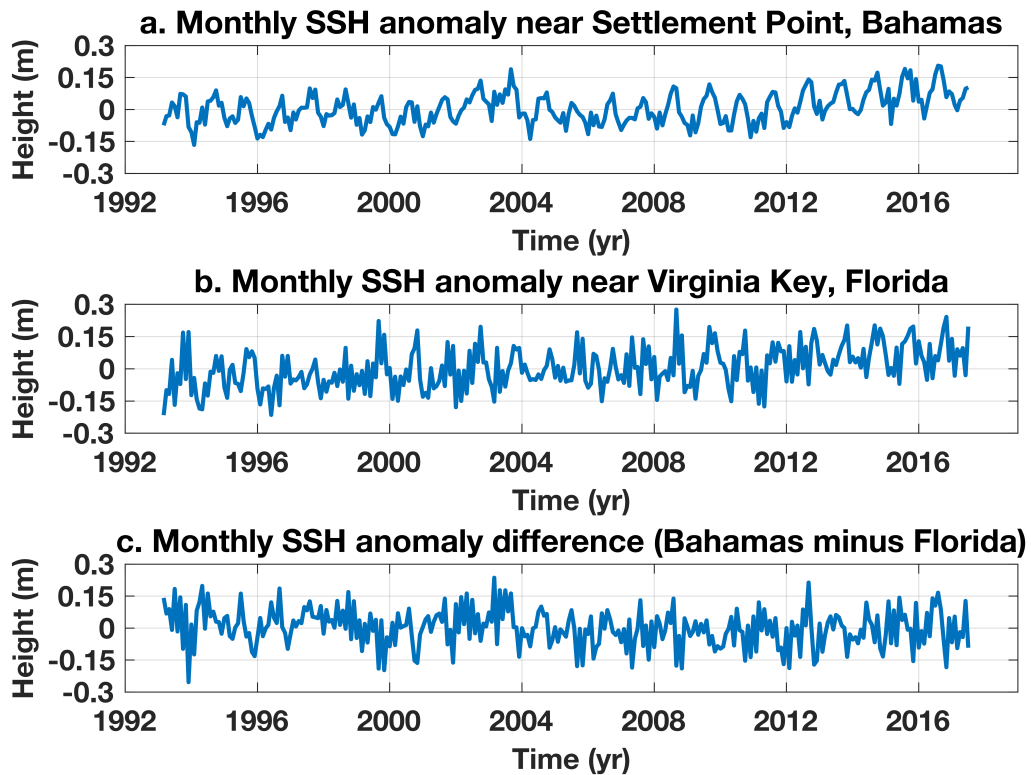 a. Monthly SSH anomaly near Settlement Point, Bahamas
Height (m)
0.3
0.15
0
-0.15
-0.3
1992 1996 2000 2004 2008 2012 2016
Time (yr)
b. Monthly SSH anomaly near Virginia Key, Florida
Height (m)
0.3
0.15
0
-0.15
-0.3
1992 1996 2000 2004 2008 2012 2016
Time (yr)
c. Monthly SSH anomaly difference (Bahamas minus Florida)
Height (m)
0.3
0.15
0
-0.15
-0.3
1992 1996 2000 2004 2008 2012 2016
Time (yr)